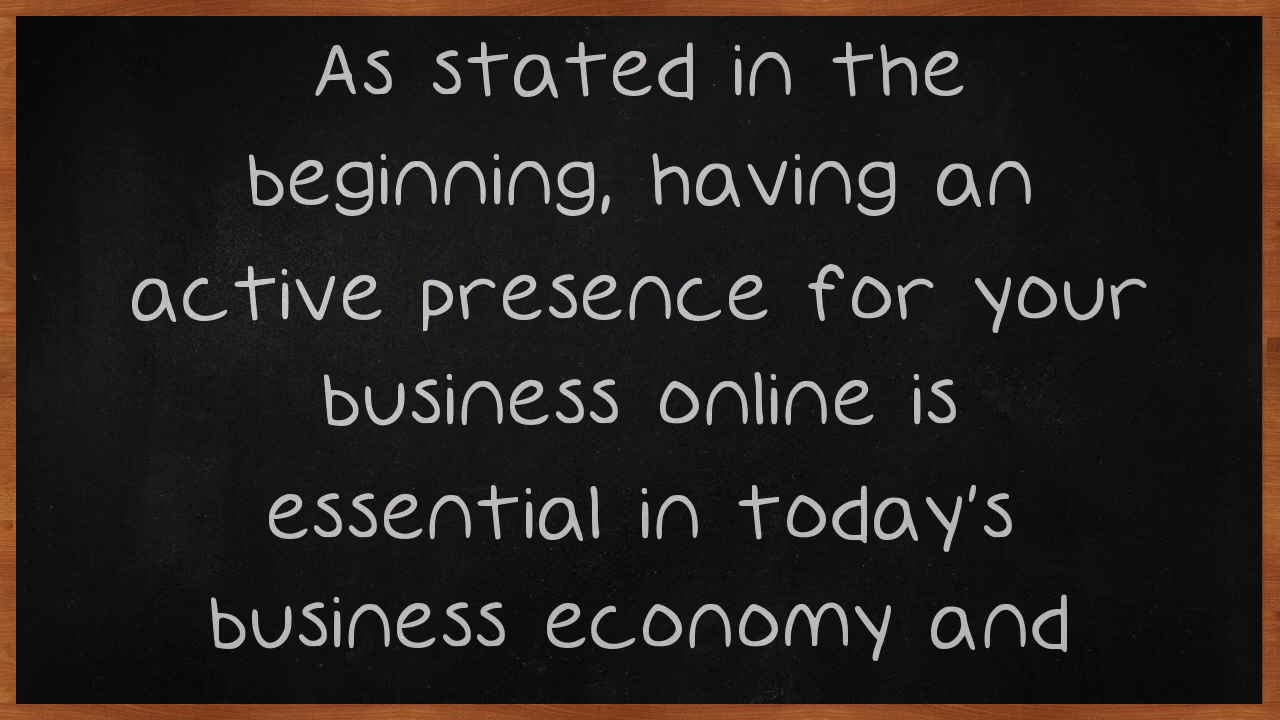 As stated in the
beginning, having an
active presence for your
business online is
essential in today's
business economy and